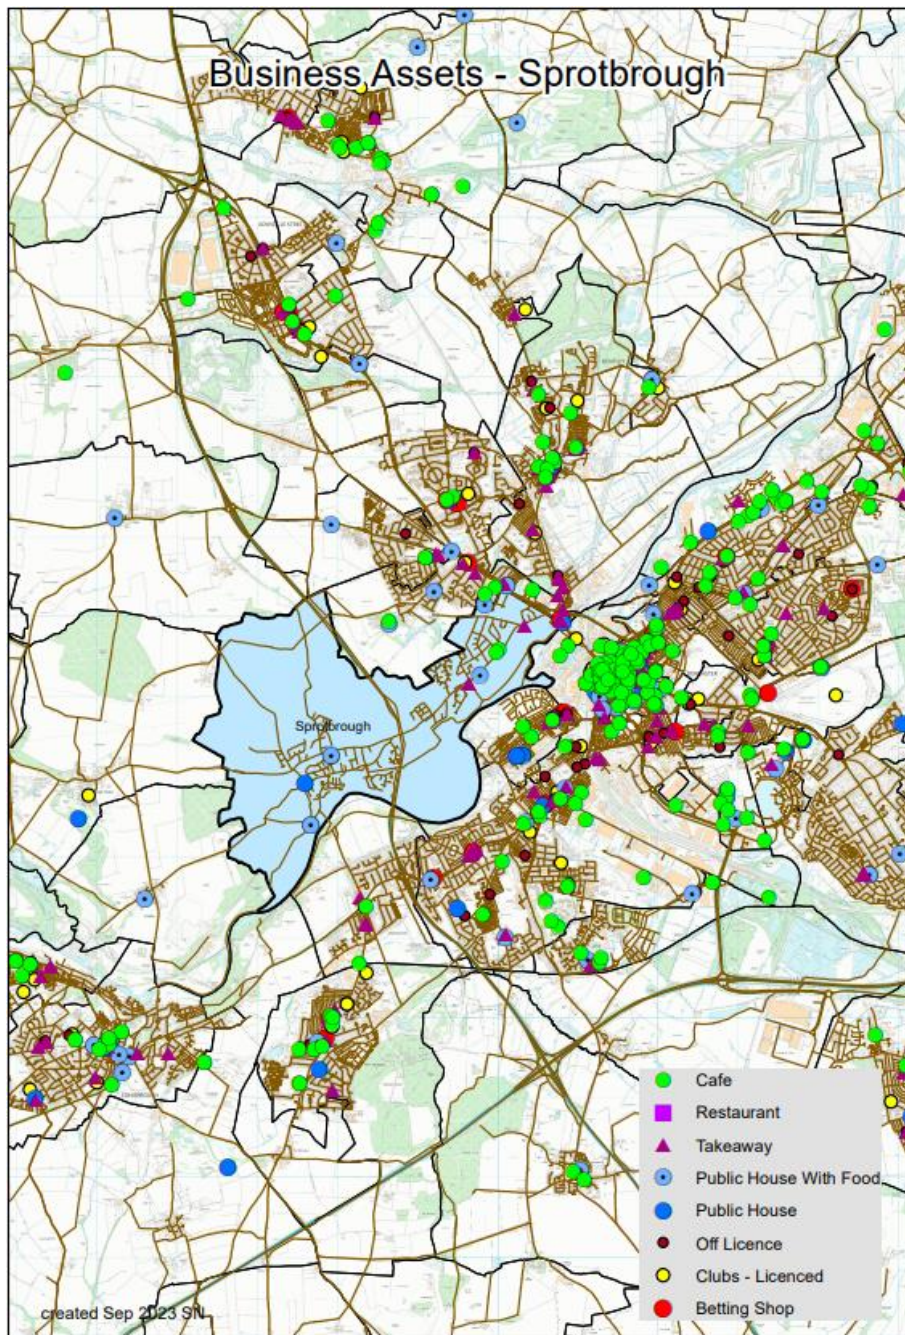 Business Assets - Sprotbrough
Sprotbrough
Cafe
Restaurant
Takeaway
Public House With Food
Public House
Off Licence
Clubs - Licenced
Betting Shop
created Sep 2023 SN